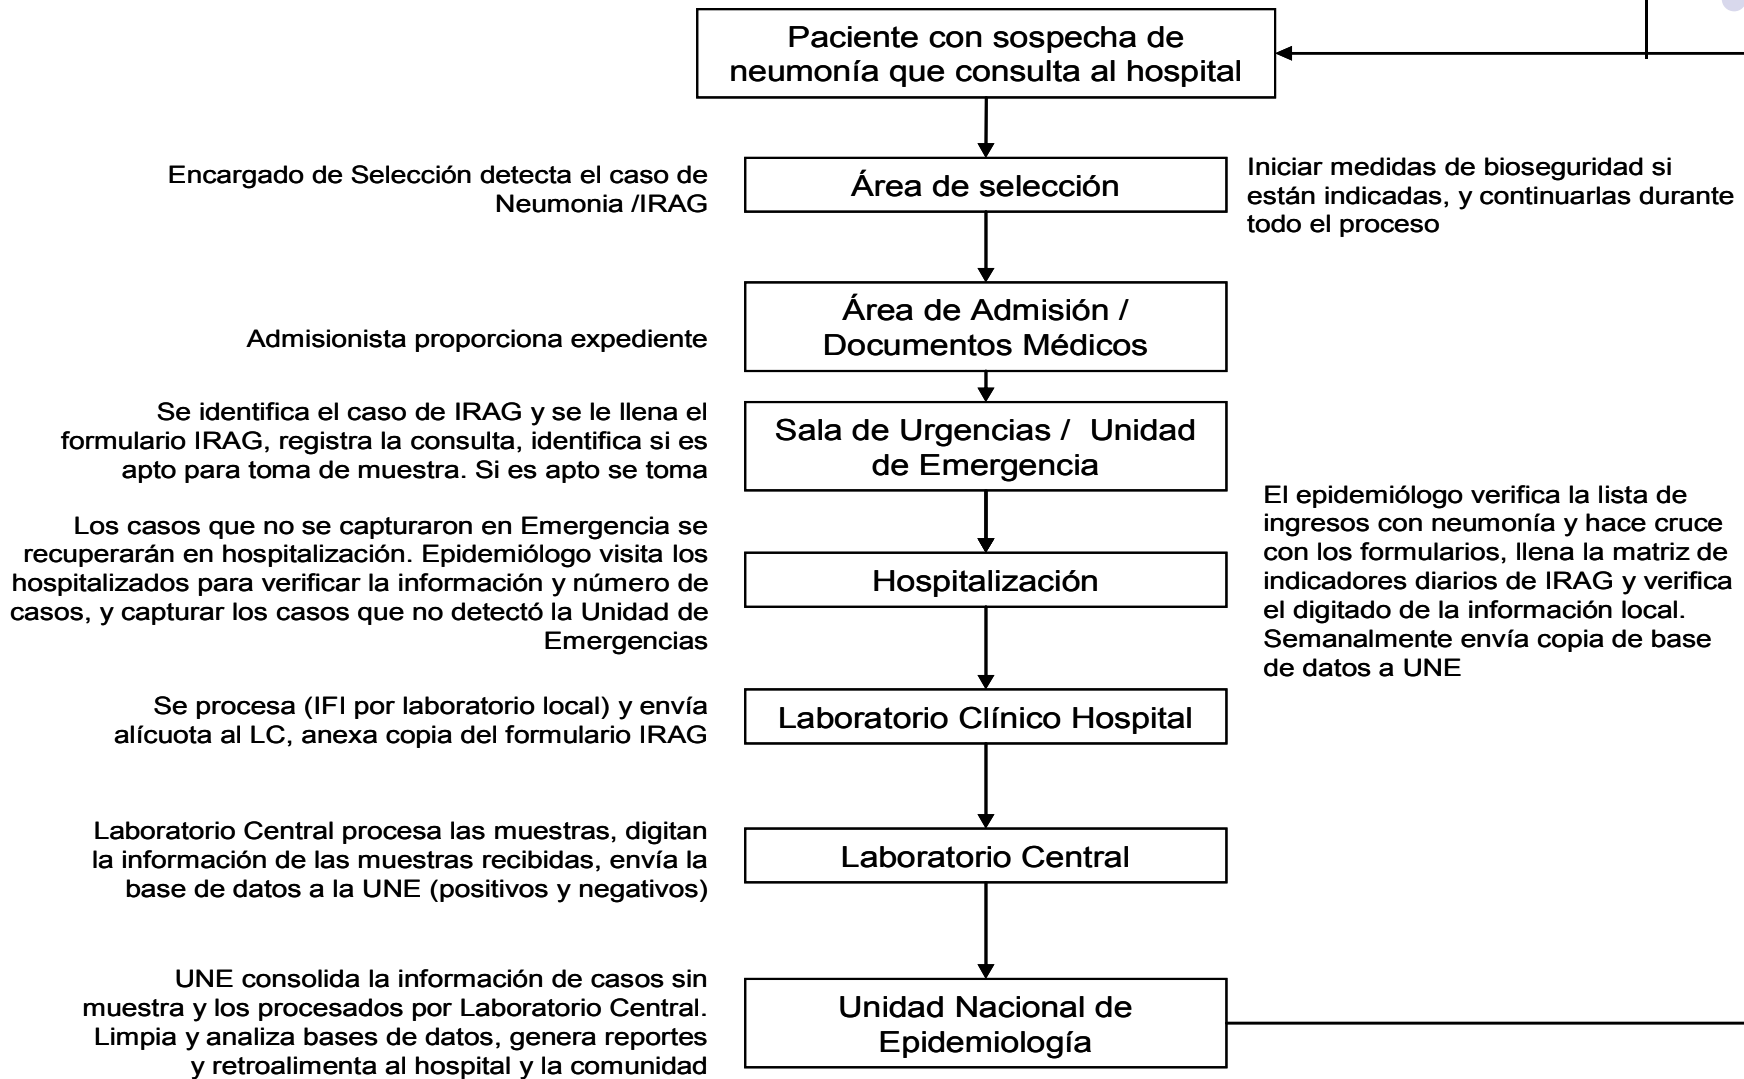 Paciente con sospecha de
neumonía que consulta al hospital
Encargado de Selección detecta el caso de
Neumonia /IRAG
Área de selección
Iniciar medidas de bioseguridad si
están indicadas, y continuarlas durante
todo el proceso
Admisionista proporciona expediente
Área de Admisión /
Documentos Médicos
Se identifica el caso de IRAG y se le llena el
formulario IRAG, registra la consulta, identifica si es
apto para toma de muestra. Si es apto se toma
Sala de Urgencias / Unidad
de Emergencia
Los casos que no se capturaron en Emergencia se
recuperarán en hospitalización. Epidemiólogo visita los
hospitalizados para verificar la información y número de
casos, y capturar los casos que no detectó la Unidad de
Emergencias
Hospitalización
El epidemiólogo verifica la lista de
ingresos con neumonía y hace cruce
con los formularios, llena la matriz de
indicadores diarios de IRAG y verifica
el digitado de la información local.
Semanalmente envía copia de base
de datos a UNE
Se procesa (IFI por laboratorio local) y envía
alícuota al LC, anexa copia del formulario IRAG
Laboratorio Clínico Hospital
Laboratorio Central procesa las muestras, digitan
la información de las muestras recibidas, envía la
base de datos a la UNE (positivos y negativos)
Laboratorio Central
UNE consolida la información de casos sin
muestra y los procesados por Laboratorio Central.
Limpia y analiza bases de datos, genera reportes
y retroalimenta al hospital y la comunidad
Unidad Nacional de
Epidemiología